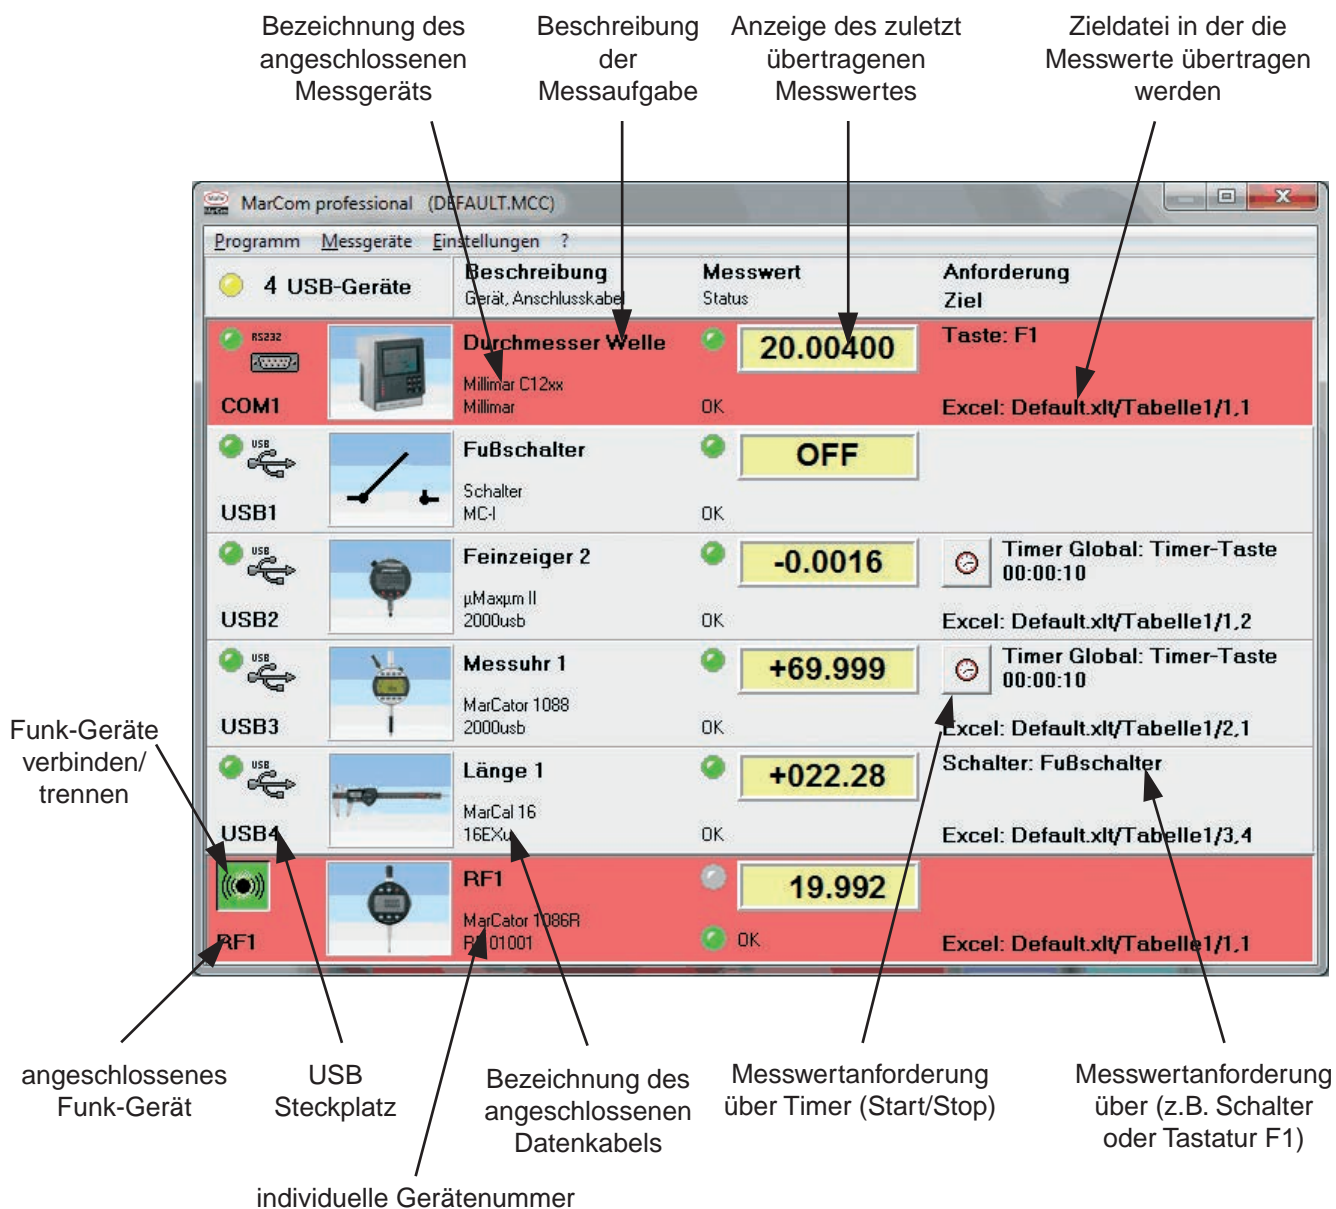 Bezeichnung des
angeschlossenen
Messgeräts
Beschreibung
der
Messaufgabe
Anzeige des zuletzt
übertragenen
Messwertes
Zieldatei in der die
Messwerte übertragen
werden
MarCom professional (DEFAULT.MCC)
Programm Messgeräte Einstellungen ?
4 USB-Geräte
Beschreibung
Gerät, Anschlusskabel
Messwert
Status
Anforderung
Ziel
RS232
COM1
Durchmesser Welle
Millimar C12xx
Millimar
20.00400
OK
Taste: F1
Excel: Default.xlt/Tabelle1/1,1
USB
USB1
Fußschalter
Schalter
MC-I
OFF
OK
USB
USB2
Feinzeiger 2
µMaxµm II
2000usb
-0.0016
OK
Timer Global: Timer-Taste
00:00:10
Excel: Default.xlt/Tabelle1/1,2
USB
USB3
Messuhr 1
MarCator 1088
2000usb
+69.999
OK
Timer Global: Timer-Taste
00:00:10
Excel: Default.xlt/Tabelle1/2,1
USB
USB4
Länge 1
MarCal 16
16EXu
+022.28
OK
Schalter: Fußschalter
Excel: Default.xlt/Tabelle1/3,4
RF1
RF1
MarCator 1086R
01001
19.992
OK
Excel: Default.xlt/Tabelle1/1,1
Funk-Geräte
verbinden/
trennen
angeschlossenes
Funk-Gerät
USB
Steckplatz
individuelle Gerätenummer
Bezeichnung des
angeschlossenen
Datenkabels
Messwertanforderung
über Timer (Start/Stop)
Messwertanforderung
über (z.B. Schalter
oder Tastatur F1)